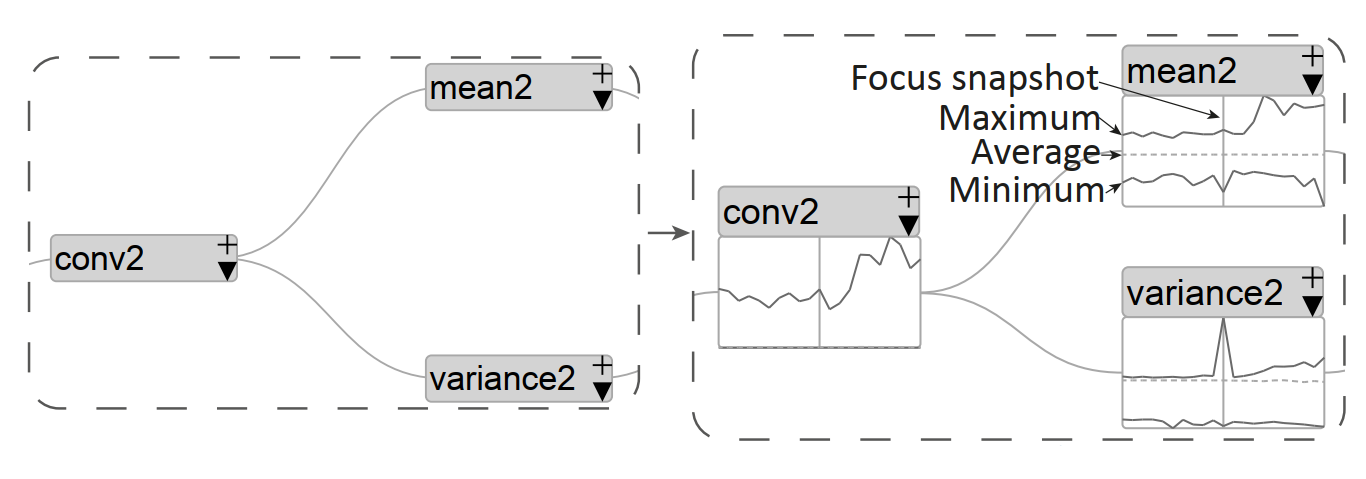 mean2
conv2
variance2
Focus snapshot
Maximum
Average
Minimum
mean2
conv2
variance2